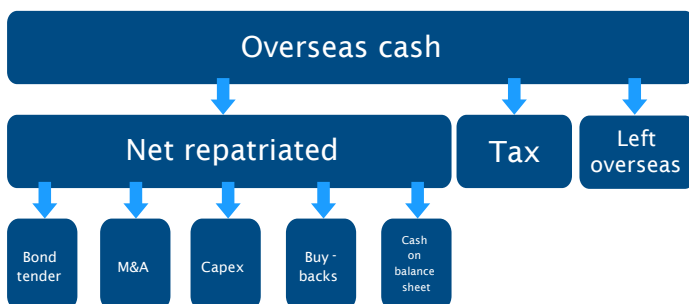 Overseas cash
Net repatriated
Tax
Left
overseas
Bond
tender
M&A
Capex
Buy -
backs
Cash
on
balance
sheet